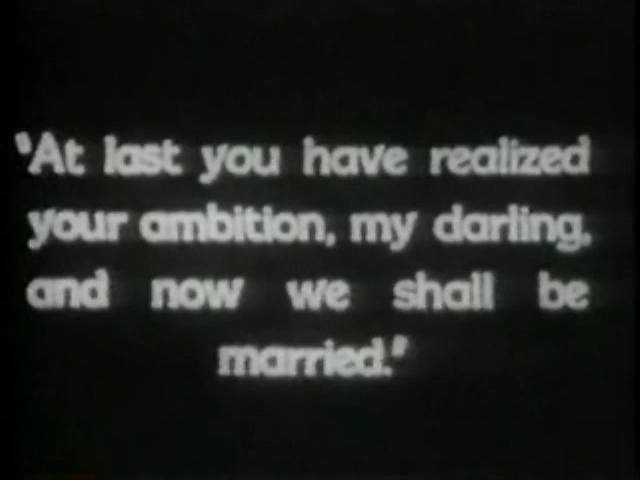 "At last you have realized
your ambition, my darling,
and now we shall be
married."